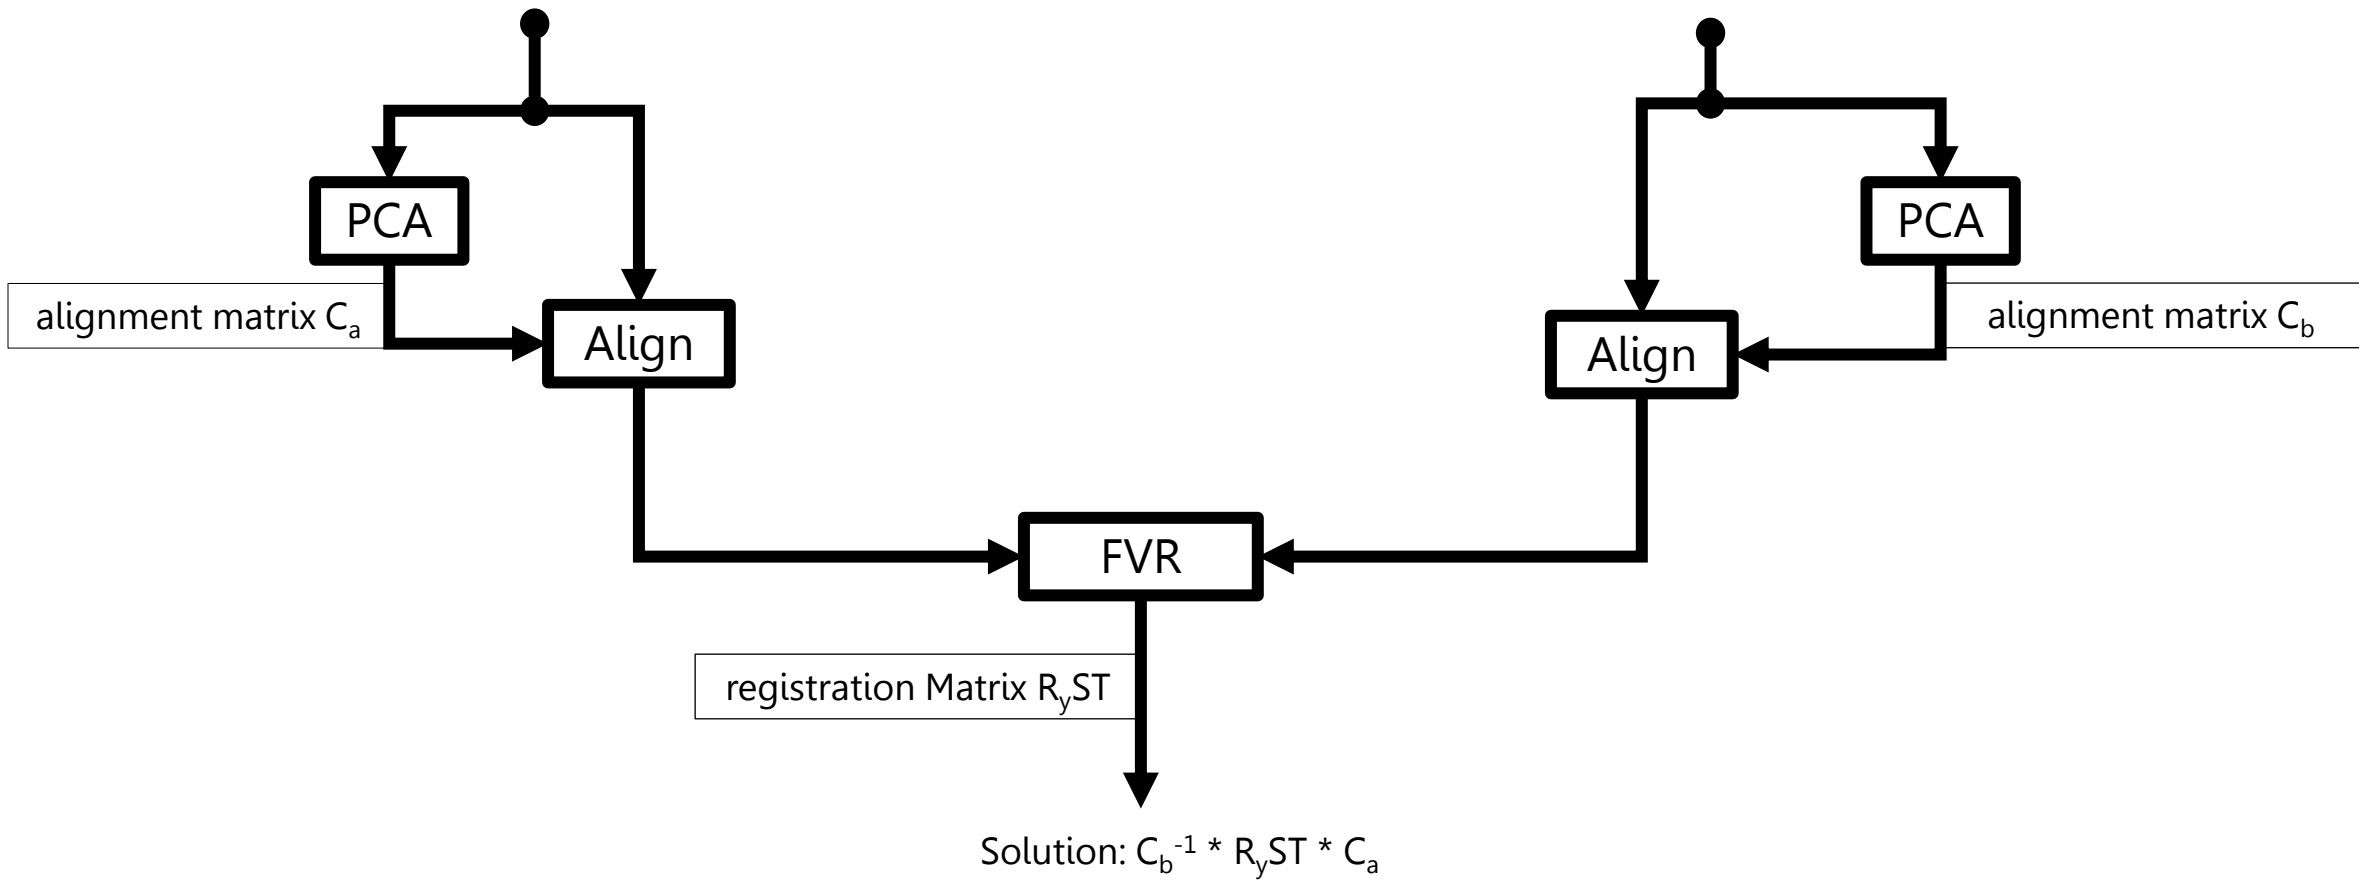 PCA
PCA
alignment matrix Cₐ
Align
Align
alignment matrix C_b
FVR
registration Matrix R_yST
Solution: C_b⁻¹ * R_yST * Cₐ